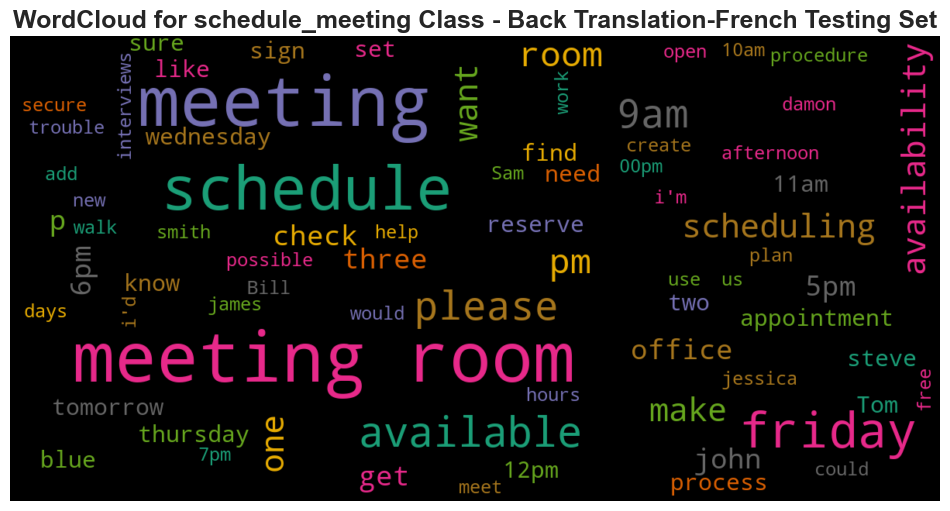 WordCloud for schedule_meeting Class - Back Translation-French Testing Set
sure
sign
set
room
open
10am
procedure
like
interviews
meeting
want
work
availability
secure
damon
trouble
wednesday
9am
find
create
afternoon
add
schedule
Sam
need
00pm
11am
new
i'm
p
walk
smith
check
help
reserve
scheduling
6pm
possible
three
pm
plan
know
Bill
use
us
5pm
days
i'd
james
would
please
two
appointment
meeting room
office
steve
jessica
free
tomorrow
hours
make
Tom
thursday
one
available
friday
blue
7pm
get
12pm
john
could
meet
process